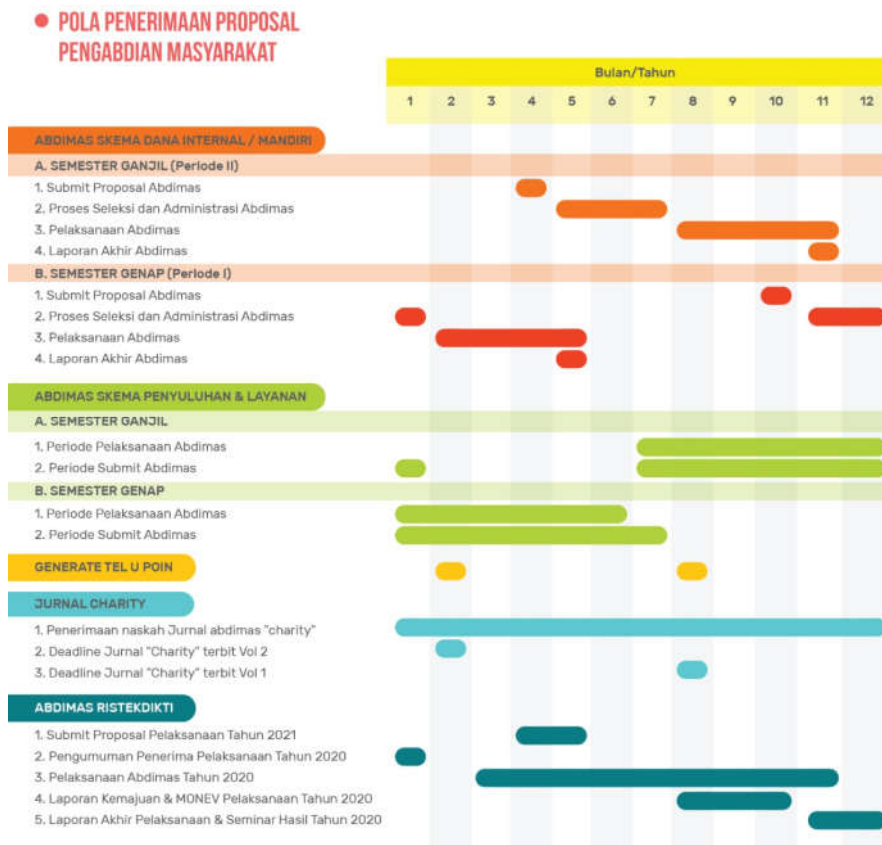 POLA PENERIMAAN PROPOSAL
PENGABDIAN MASYARAKAT
Bulan/Tahun
1 2 3 4 5 6 7 8 9 10 11 12
ABDIMAS SKEMA DANA INTERNAL / MANDIRI
A. SEMESTER GANJIL (Periode II)
1. Submit Proposal Abdimas
2. Proses Seleksi dan Administrasi Abdimas
3. Pelaksanaan Abdimas
4. Laporan Akhir Abdimas
B. SEMESTER GENAP (Periode I)
1. Submit Proposal Abdimas
2. Proses Seleksi dan Administrasi Abdimas
3. Pelaksanaan Abdimas
4. Laporan Akhir Abdimas
ABDIMAS SKEMA PENYULUHAN & LAYANAN
A. SEMESTER GANJIL
1. Periode Pelaksanaan Abdimas
2. Periode Submit Abdimas
B. SEMESTER GENAP
1. Periode Pelaksanaan Abdimas
2. Periode Submit Abdimas
GENERATE TEL U POIN
JURNAL CHARITY
1. Penerimaan naskah Jurnal abdimas "charity"
2. Deadline Jurnal "Charity" terbit Vol 2
3. Deadline Jurnal "Charity" terbit Vol 1
ABDIMAS RISTEKDIKTI
1. Submit Proposal Pelaksanaan Tahun 2021
2. Pengumuman Penerima Pelaksanaan Tahun 2020
3. Pelaksanaan Abdimas Tahun 2020
4. Laporan Kemajuan & MONEV Pelaksanaan Tahun 2020
5. Laporan Akhir Pelaksanaan & Seminar Hasil Tahun 2020